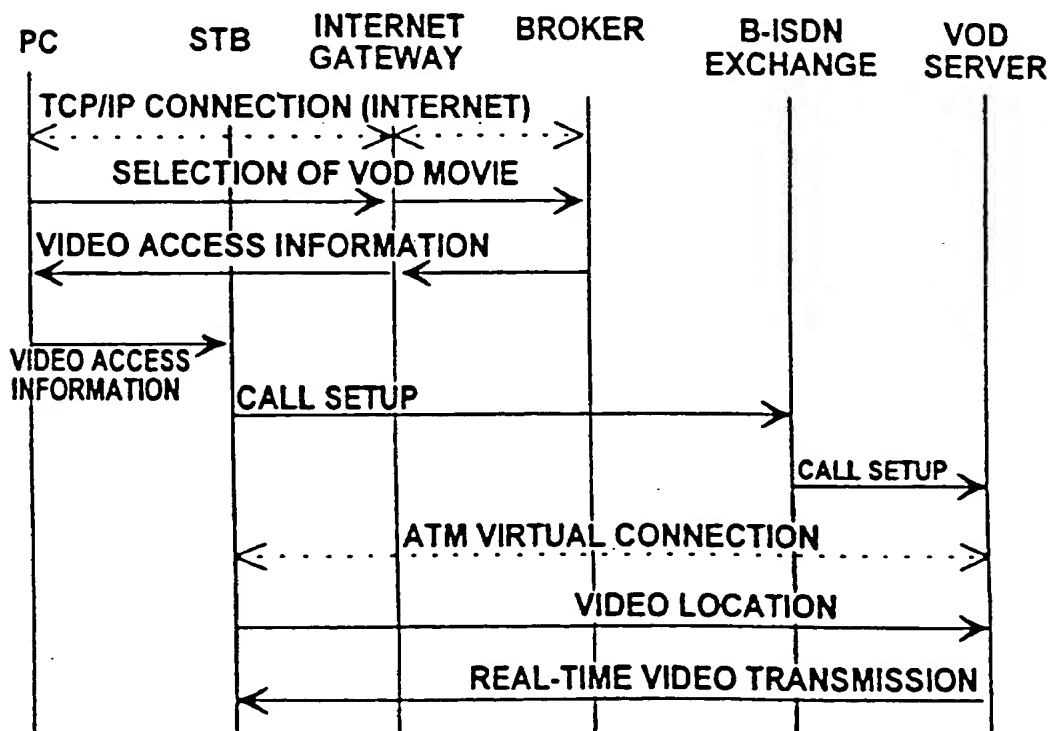 PC
STB
INTERNET
GATEWAY
BROKER
B-ISDN
EXCHANGE
VOD
SERVER
TCP/IP CONNECTION (INTERNET)
SELECTION OF VOD MOVIE
VIDEO ACCESS INFORMATION
VIDEO ACCESS
INFORMATION
CALL SETUP
CALL SETUP
ATM VIRTUAL CONNECTION
VIDEO LOCATION
REAL-TIME VIDEO TRANSMISSION